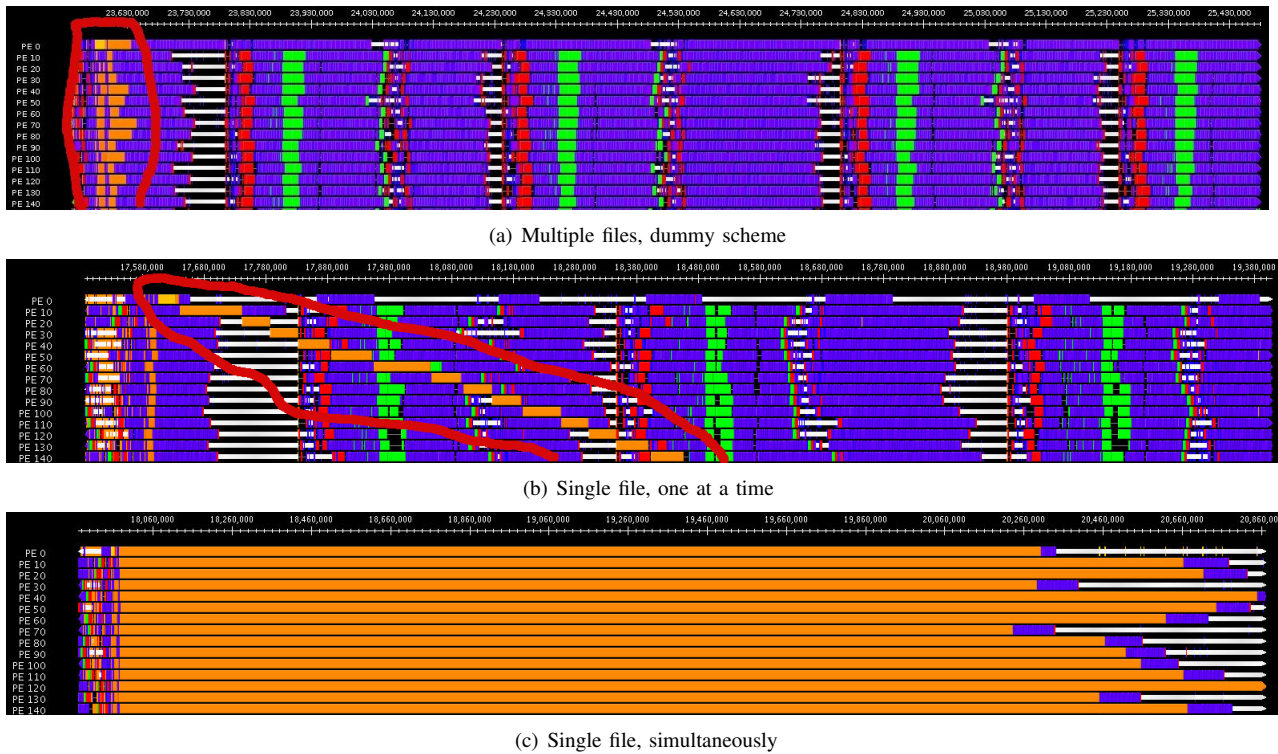 23,630,000 23,730,000 23,830,000 23,930,000 24,030,000 24,130,000 24,230,000 24,330,000 24,430,000 24,530,000 24,630,000 24,730,000 24,830,000 24,930,000 25,030,000 25,130,000 25,230,000 25,330,000 25,430,000
PE 0
PE 10
PE 20
PE 30
PE 40
PE 50
PE 60
PE 70
PE 80
PE 90
PE 100
PE 110
PE 120
PE 130
PE 140
(a) Multiple files, dummy scheme
17,580,000 17,680,000 17,780,000 17,880,000 17,980,000 18,080,000 18,180,000 18,280,000 18,380,000 18,480,000 18,580,000 18,680,000 18,780,000 18,880,000 18,980,000 19,080,000 19,180,000 19,280,000 19,380,000
PE 0
PE 10
PE 20
PE 30
PE 40
PE 50
PE 60
PE 70
PE 80
PE 90
PE 100
PE 110
PE 120
PE 130
PE 140
(b) Single file, one at a time
18,060,000 18,260,000 18,460,000 18,660,000 18,860,000 19,060,000 19,260,000 19,460,000 19,660,000 19,860,000 20,060,000 20,260,000 20,460,000 20,660,000 20,860,00
PE 0
PE 10
PE 20
PE 30
PE 40
PE 50
PE 60
PE 70
PE 80
PE 90
PE 100
PE 110
PE 120
PE 130
PE 140
(c) Single file, simultaneously